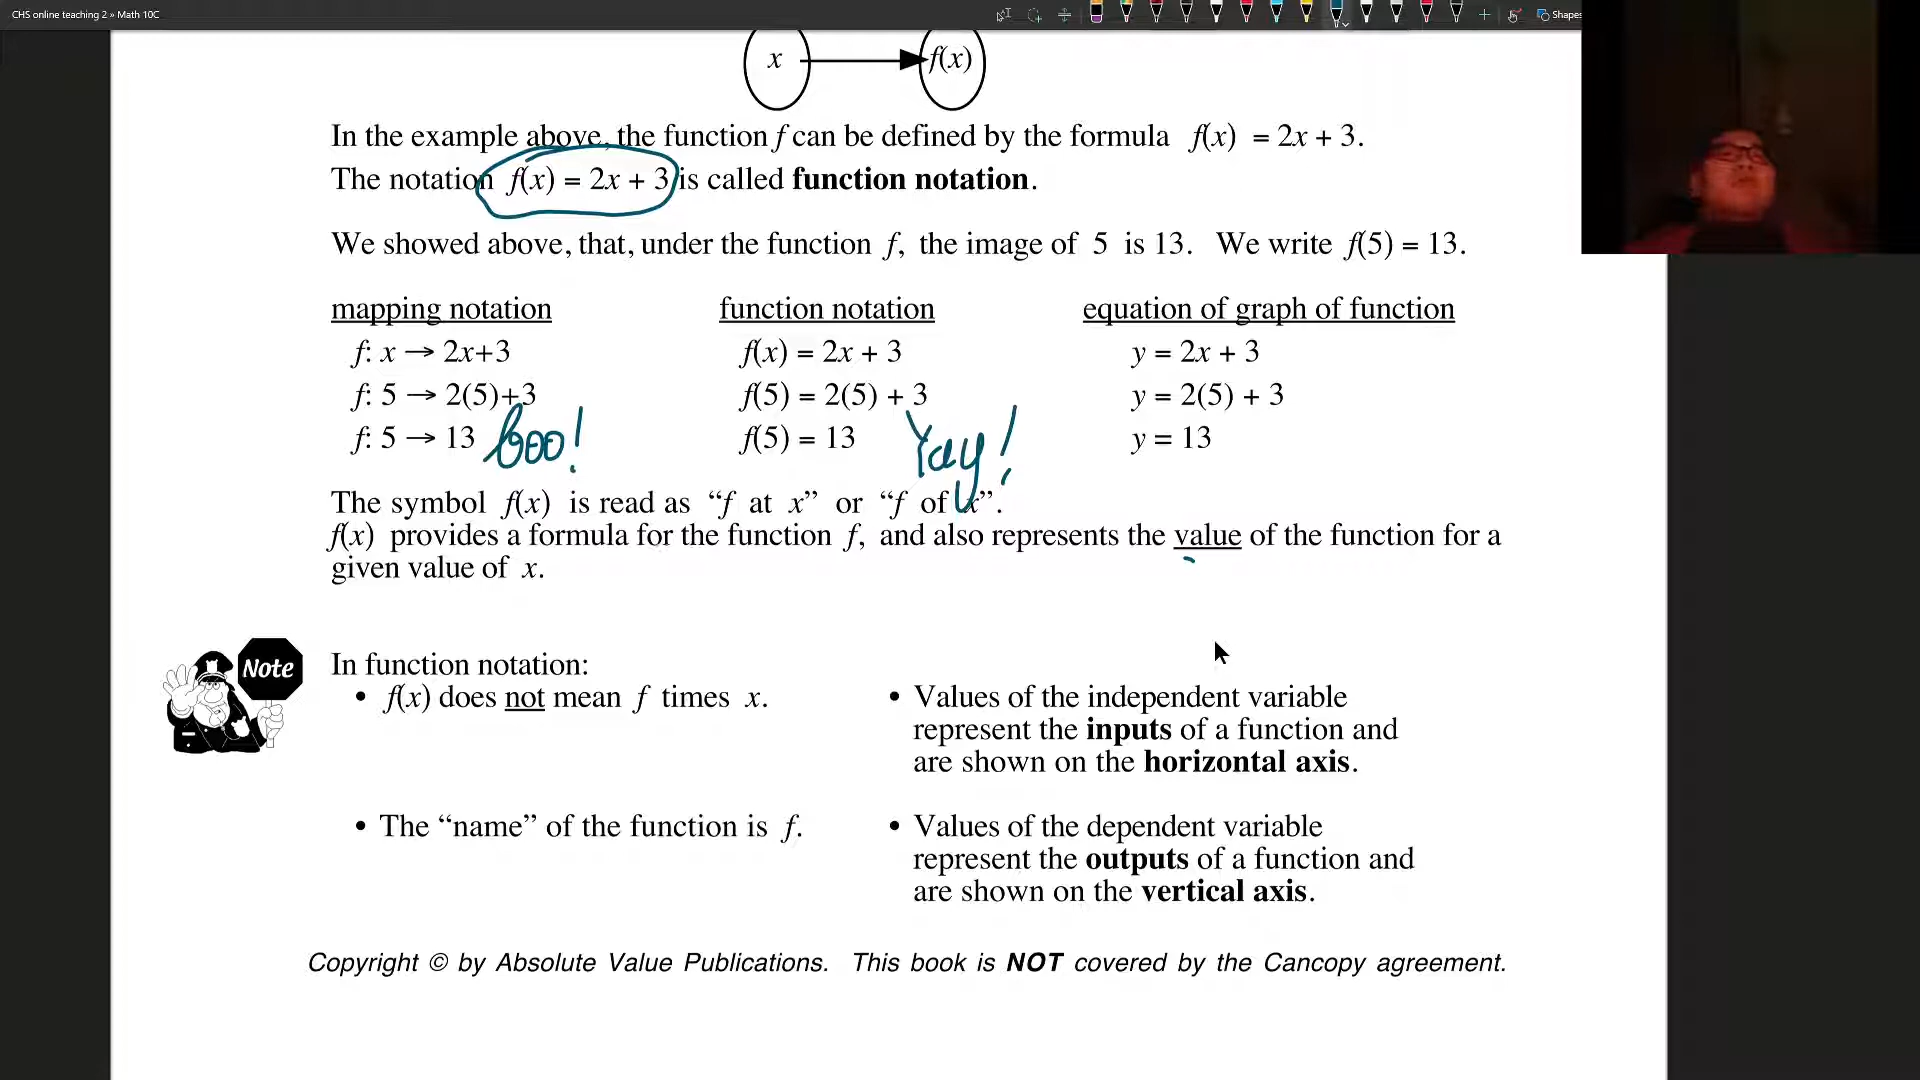 CHS online teaching 2 » Math 10C
Shapes
x f(x)
In the example above, the function f can be defined by the formula f(x) = 2x + 3.
The notation f(x) = 2x + 3 is called function notation.
We showed above, that, under the function f, the image of 5 is 13. We write f(5) = 13.
mapping notation function notation equation of graph of function
f: x → 2x+3 f(x) = 2x + 3 y = 2x + 3
f: 5 → 2(5)+3 f(5) = 2(5) + 3 y = 2(5) + 3
f: 5 → 13 boo! f(5) = 13 Yay! y = 13
The symbol f(x) is read as “f at x” or “f of x”.
f(x) provides a formula for the function f, and also represents the value of the function for a
given value of x.
Note
In function notation:
• f(x) does not mean f times x.
• The “name” of the function is f.
• Values of the independent variable
represent the inputs of a function and
are shown on the horizontal axis.
• Values of the dependent variable
represent the outputs of a function and
are shown on the vertical axis.
Copyright © by Absolute Value Publications. This book is NOT covered by the Cancopy agreement.